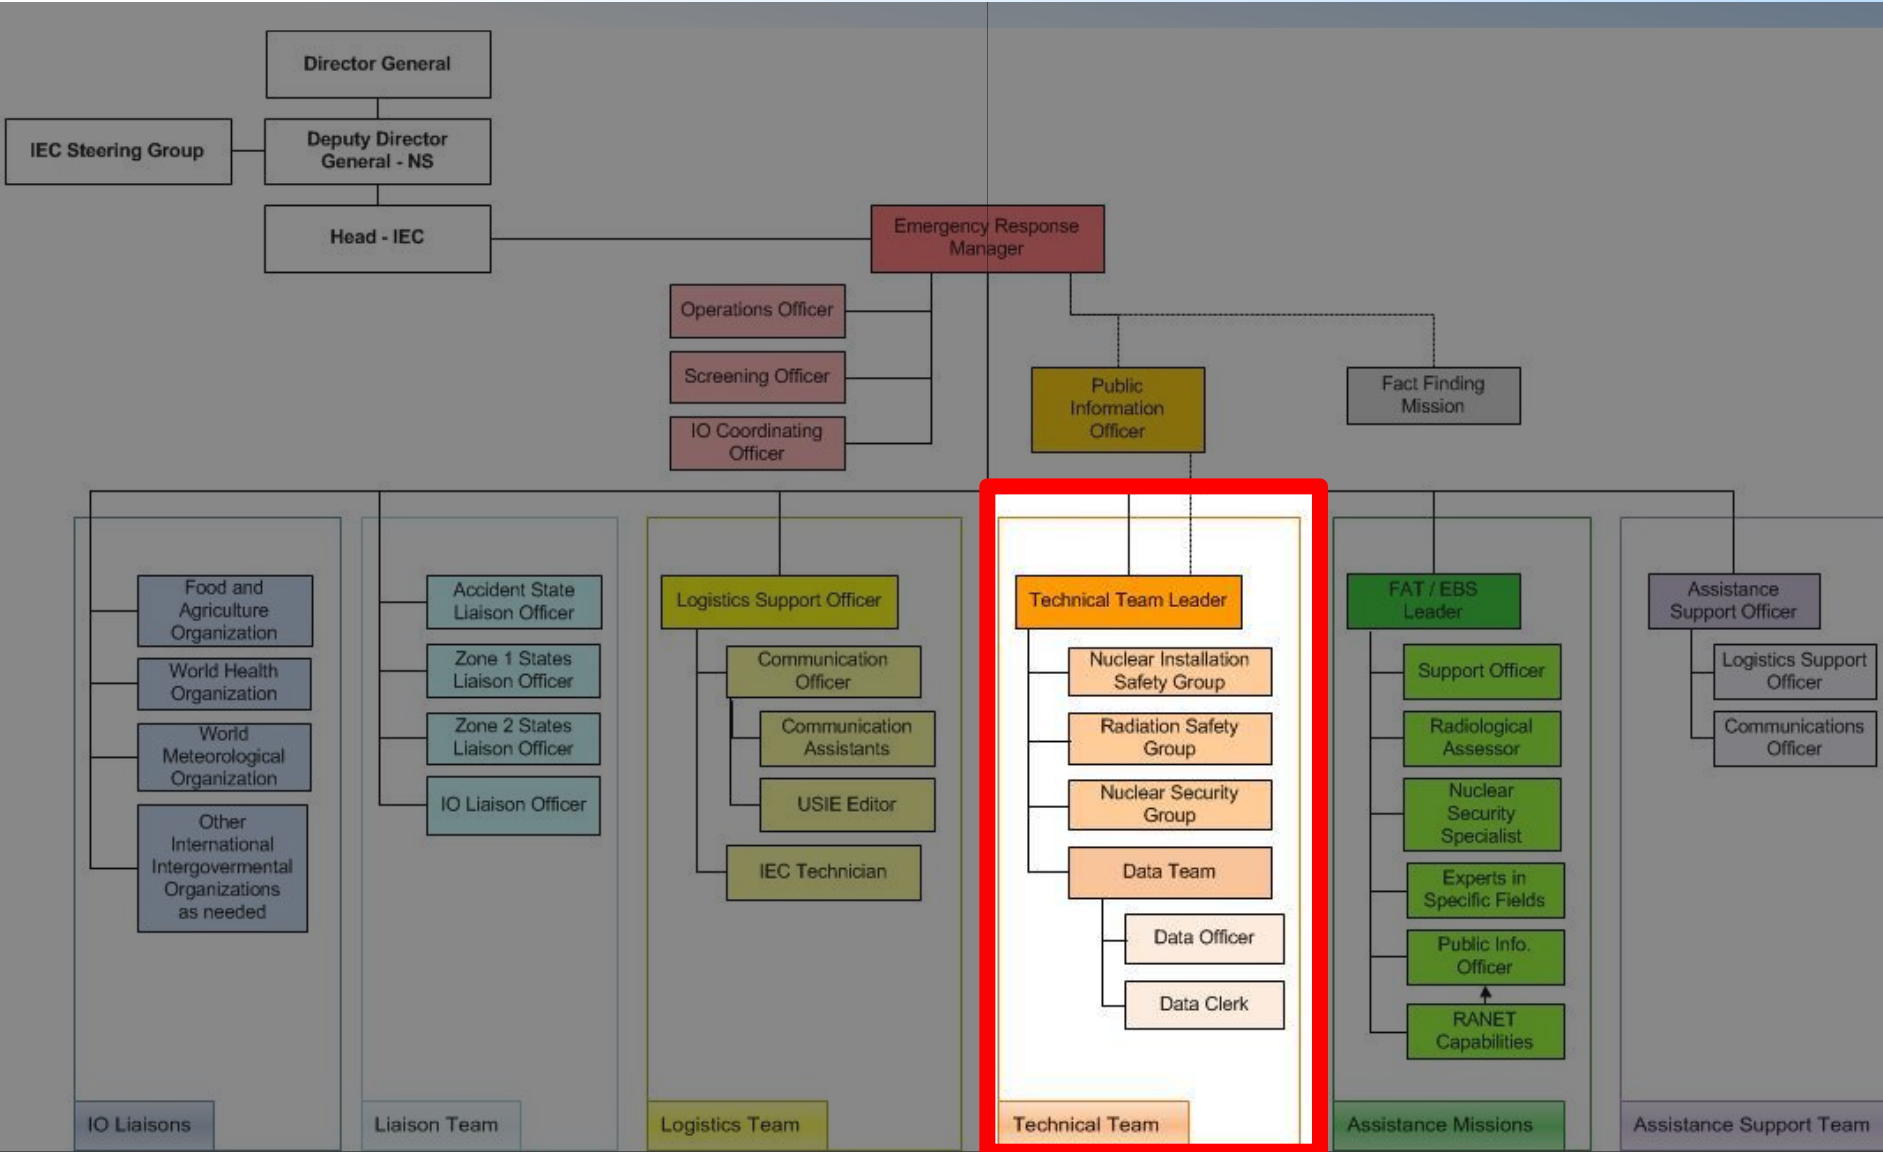 Director General
IEC Steering Group
Deputy Director
General - NS
Head - IEC
Emergency Response
Manager
Operations Officer
Screening Officer
IO Coordinating
Officer
Public
Information
Officer
Fact Finding
Mission
Food and
Agriculture
Organization
World Health
Organization
World
Meteorological
Organization
Other
International
Intergovermental
Organizations
as needed
IO Liaisons
Accident State
Liaison Officer
Zone 1 States
Liaison Officer
Zone 2 States
Liaison Officer
IO Liaison Officer
Liaison Team
Logistics Support Officer
Communication
Officer
Communication
Assistants
USIE Editor
IEC Technician
Logistics Team
Technical Team Leader
Nuclear Installation
Safety Group
Radiation Safety
Group
Nuclear Security
Group
Data Team
Data Officer
Data Clerk
Technical Team
FAT / EBS
Leader
Support Officer
Radiological
Assessor
Nuclear
Security
Specialist
Experts in
Specific Fields
Public Info.
Officer
RANET
Capabilities
Assistance Missions
Assistance
Support Officer
Logistics Support
Officer
Communications
Officer
Assistance Support Team